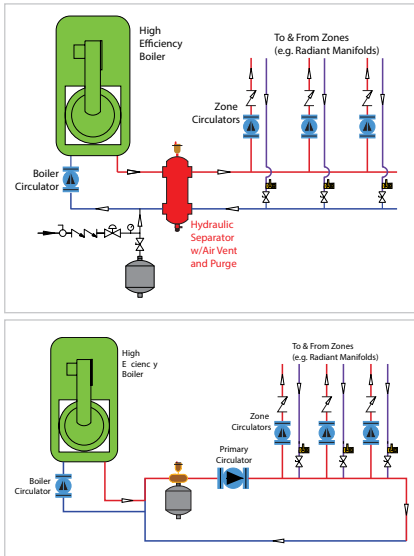 High
Efficiency
Boiler
To & From Zones
(e.g. Radiant Manifolds)
Zone
Circulators
Boiler
Circulator
Hydraulic
Separator
w/Air Vent
and Purge
High
E cienc y
Boiler
To & From Zones
(e.g. Radiant Manifolds)
Zone
Circulators
Primary
Circulator
Boiler
Circulator